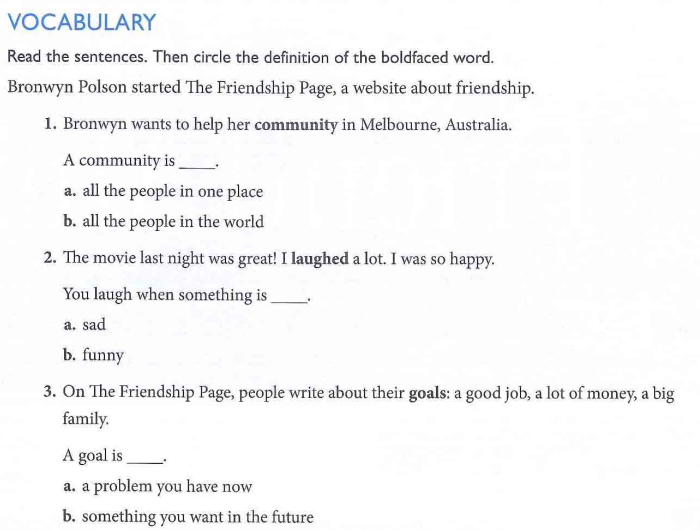 VOCABULARY
Read the sentences. Then circle the definition of the boldfaced word.
Bronwyn Polson started The Friendship Page, a website about friendship.
1. Bronwyn wants to help her community in Melbourne, Australia.
A community is ____.
a. all the people in one place
b. all the people in the world
2. The movie last night was great! I laughed a lot. I was so happy.
You laugh when something is ____.
a. sad
b. funny
3. On The Friendship Page, people write about their goals: a good job, a lot of money, a big
family.
A goal is ____.
a. a problem you have now
b. something you want in the future